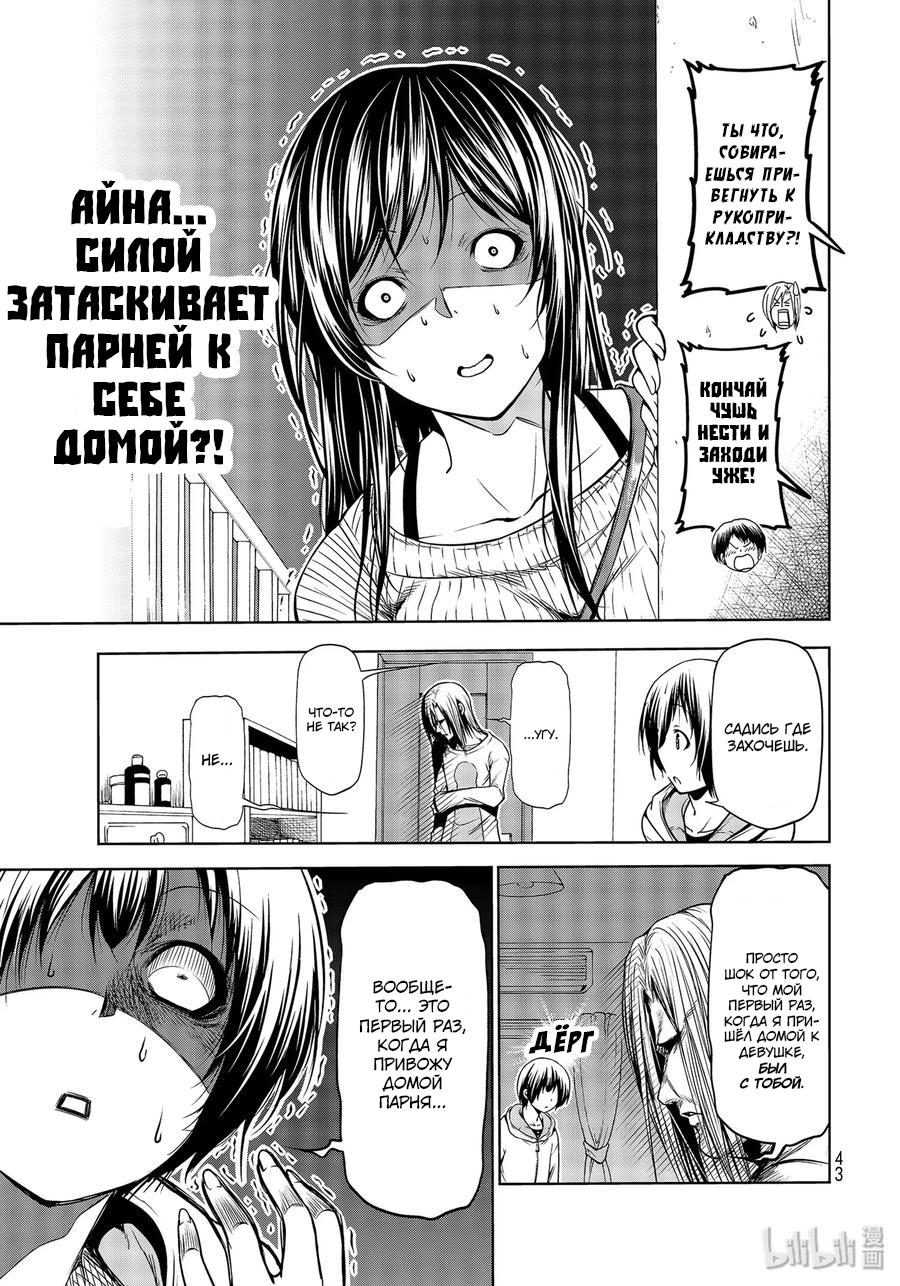 ТЫ ЧТО,
СОБИРА-
ЕШЬСЯ ПРИ-
БЕГНУТЬ К
РУКОПРИ-
КЛАДСТВУ?!
КОНЧАЙ
ЧУШЬ
НЕСТИ И
ЗАХОДИ
УЖЕ!
АЙНА...
СИЛОЙ
ЗАТАСКИВАЕТ
ПАРНЕЙ К
СЕБЕ
ДОМОЙ?!
САДИСЬ ГДЕ
ЗАХОЧЕШЬ.
...УГУ.
ЧТО-ТО
НЕ ТАК?
НЕ...
ПРОСТО
ШОК ОТ ТОГО,
ЧТО МОЙ
ПЕРВЫЙ РАЗ,
КОГДА Я ПРИ-
ШЁЛ ДОМОЙ К
ДЕВУШКЕ,
БЫЛ
С ТОБОЙ.
ДЁРГ
ВООБЩЕ-
ТО... ЭТО
ПЕРВЫЙ РАЗ,
КОГДА Я
ПРИВОЖУ
ДОМОЙ
ПАРНЯ...
43
bilibili 漫画